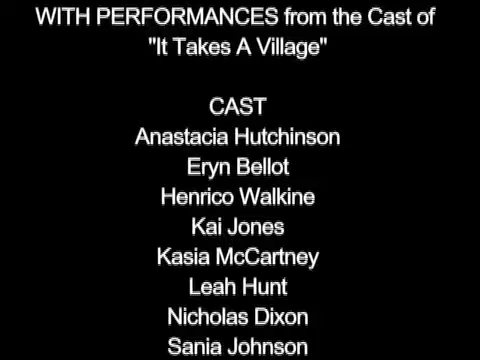 WITH PERFORMANCES from the Cast of
"It Takes A Village"
CAST
Anastacia Hutchinson
Eryn Bellot
Henrico Walkine
Kai Jones
Kasia McCartney
Leah Hunt
Nicholas Dixon
Sania Johnson